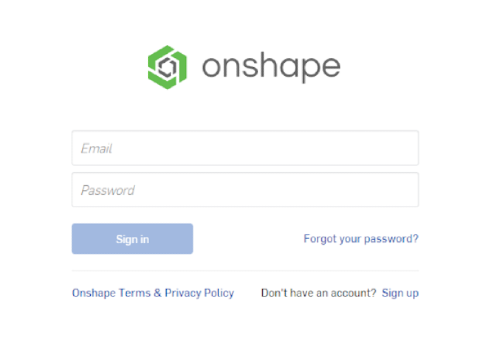 onshape
Email
Password
Sign in
Forgot your password?
Onshape Terms & Privacy Policy
Don't have an account? Sign up